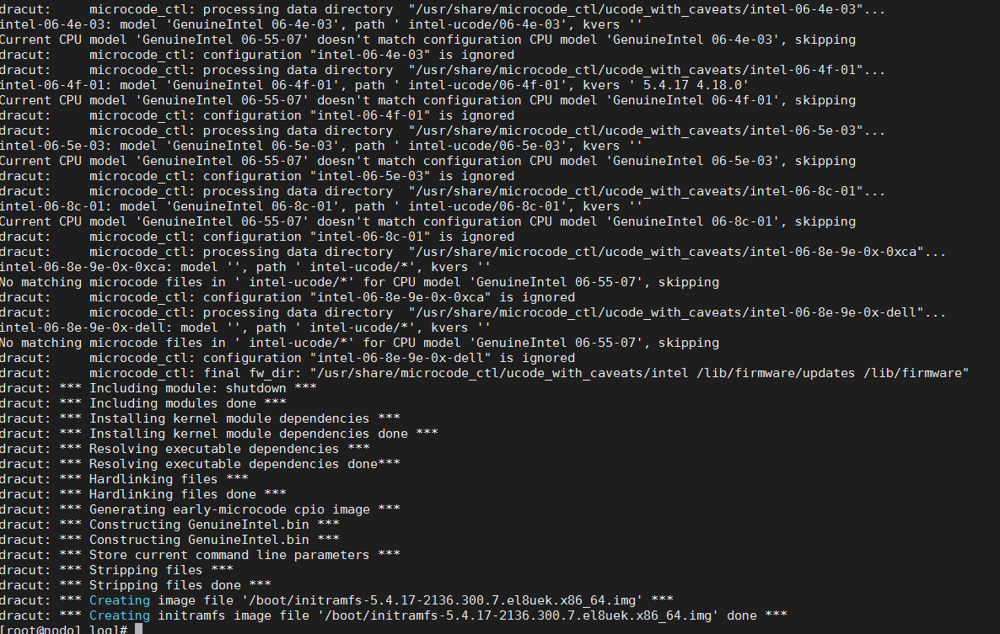 dracut:     microcode_ctl: processing data directory  "/usr/share/microcode_ctl/ucode_with_caveats/intel-06-4e-03"...
intel-06-4e-03: model 'GenuineIntel 06-4e-03', path ' intel-ucode/06-4e-03', kvers ''
Current CPU model 'GenuineIntel 06-55-07' doesn't match configuration CPU model 'GenuineIntel 06-4e-03', skipping
dracut:     microcode_ctl: configuration "intel-06-4e-03" is ignored
dracut:     microcode_ctl: processing data directory  "/usr/share/microcode_ctl/ucode_with_caveats/intel-06-4f-01"...
intel-06-4f-01: model 'GenuineIntel 06-4f-01', path ' intel-ucode/06-4f-01', kvers ' 5.4.17 4.18.0'
Current CPU model 'GenuineIntel 06-55-07' doesn't match configuration CPU model 'GenuineIntel 06-4f-01', skipping
dracut:     microcode_ctl: configuration "intel-06-4f-01" is ignored
dracut:     microcode_ctl: processing data directory  "/usr/share/microcode_ctl/ucode_with_caveats/intel-06-5e-03"...
intel-06-5e-03: model 'GenuineIntel 06-5e-03', path ' intel-ucode/06-5e-03', kvers ''
Current CPU model 'GenuineIntel 06-55-07' doesn't match configuration CPU model 'GenuineIntel 06-5e-03', skipping
dracut:     microcode_ctl: configuration "intel-06-5e-03" is ignored
dracut:     microcode_ctl: processing data directory  "/usr/share/microcode_ctl/ucode_with_caveats/intel-06-8c-01"...
intel-06-8c-01: model 'GenuineIntel 06-8c-01', path ' intel-ucode/06-8c-01', kvers ''
Current CPU model 'GenuineIntel 06-55-07' doesn't match configuration CPU model 'GenuineIntel 06-8c-01', skipping
dracut:     microcode_ctl: configuration "intel-06-8c-01" is ignored
dracut:     microcode_ctl: processing data directory  "/usr/share/microcode_ctl/ucode_with_caveats/intel-06-8e-9e-0x-0xca"...
intel-06-8e-9e-0x-0xca: model '', path ' intel-ucode/*', kvers ''
No matching microcode files in ' intel-ucode/*' for CPU model 'GenuineIntel 06-55-07', skipping
dracut:     microcode_ctl: configuration "intel-06-8e-9e-0x-0xca" is ignored
dracut:     microcode_ctl: processing data directory  "/usr/share/microcode_ctl/ucode_with_caveats/intel-06-8e-9e-0x-dell"...
intel-06-8e-9e-0x-dell: model '', path ' intel-ucode/*', kvers ''
No matching microcode files in ' intel-ucode/*' for CPU model 'GenuineIntel 06-55-07', skipping
dracut:     microcode_ctl: configuration "intel-06-8e-9e-0x-dell" is ignored
dracut:     microcode_ctl: final fw_dir: "/usr/share/microcode_ctl/ucode_with_caveats/intel /lib/firmware/updates /lib/firmware"
dracut: *** Including module: shutdown ***
dracut: *** Including modules done ***
dracut: *** Installing kernel module dependencies ***
dracut: *** Installing kernel module dependencies done ***
dracut: *** Resolving executable dependencies ***
dracut: *** Resolving executable dependencies done***
dracut: *** Hardlinking files ***
dracut: *** Hardlinking files done ***
dracut: *** Generating early-microcode cpio image ***
dracut: *** Constructing GenuineIntel.bin ***
dracut: *** Constructing GenuineIntel.bin ***
dracut: *** Store current command line parameters ***
dracut: *** Stripping files ***
dracut: *** Stripping files done ***
dracut: *** Creating image file '/boot/initramfs-5.4.17-2136.300.7.el8uek.x86_64.img' ***
dracut: *** Creating initramfs image file '/boot/initramfs-5.4.17-2136.300.7.el8uek.x86_64.img' done ***
[root@nodo1 log]#